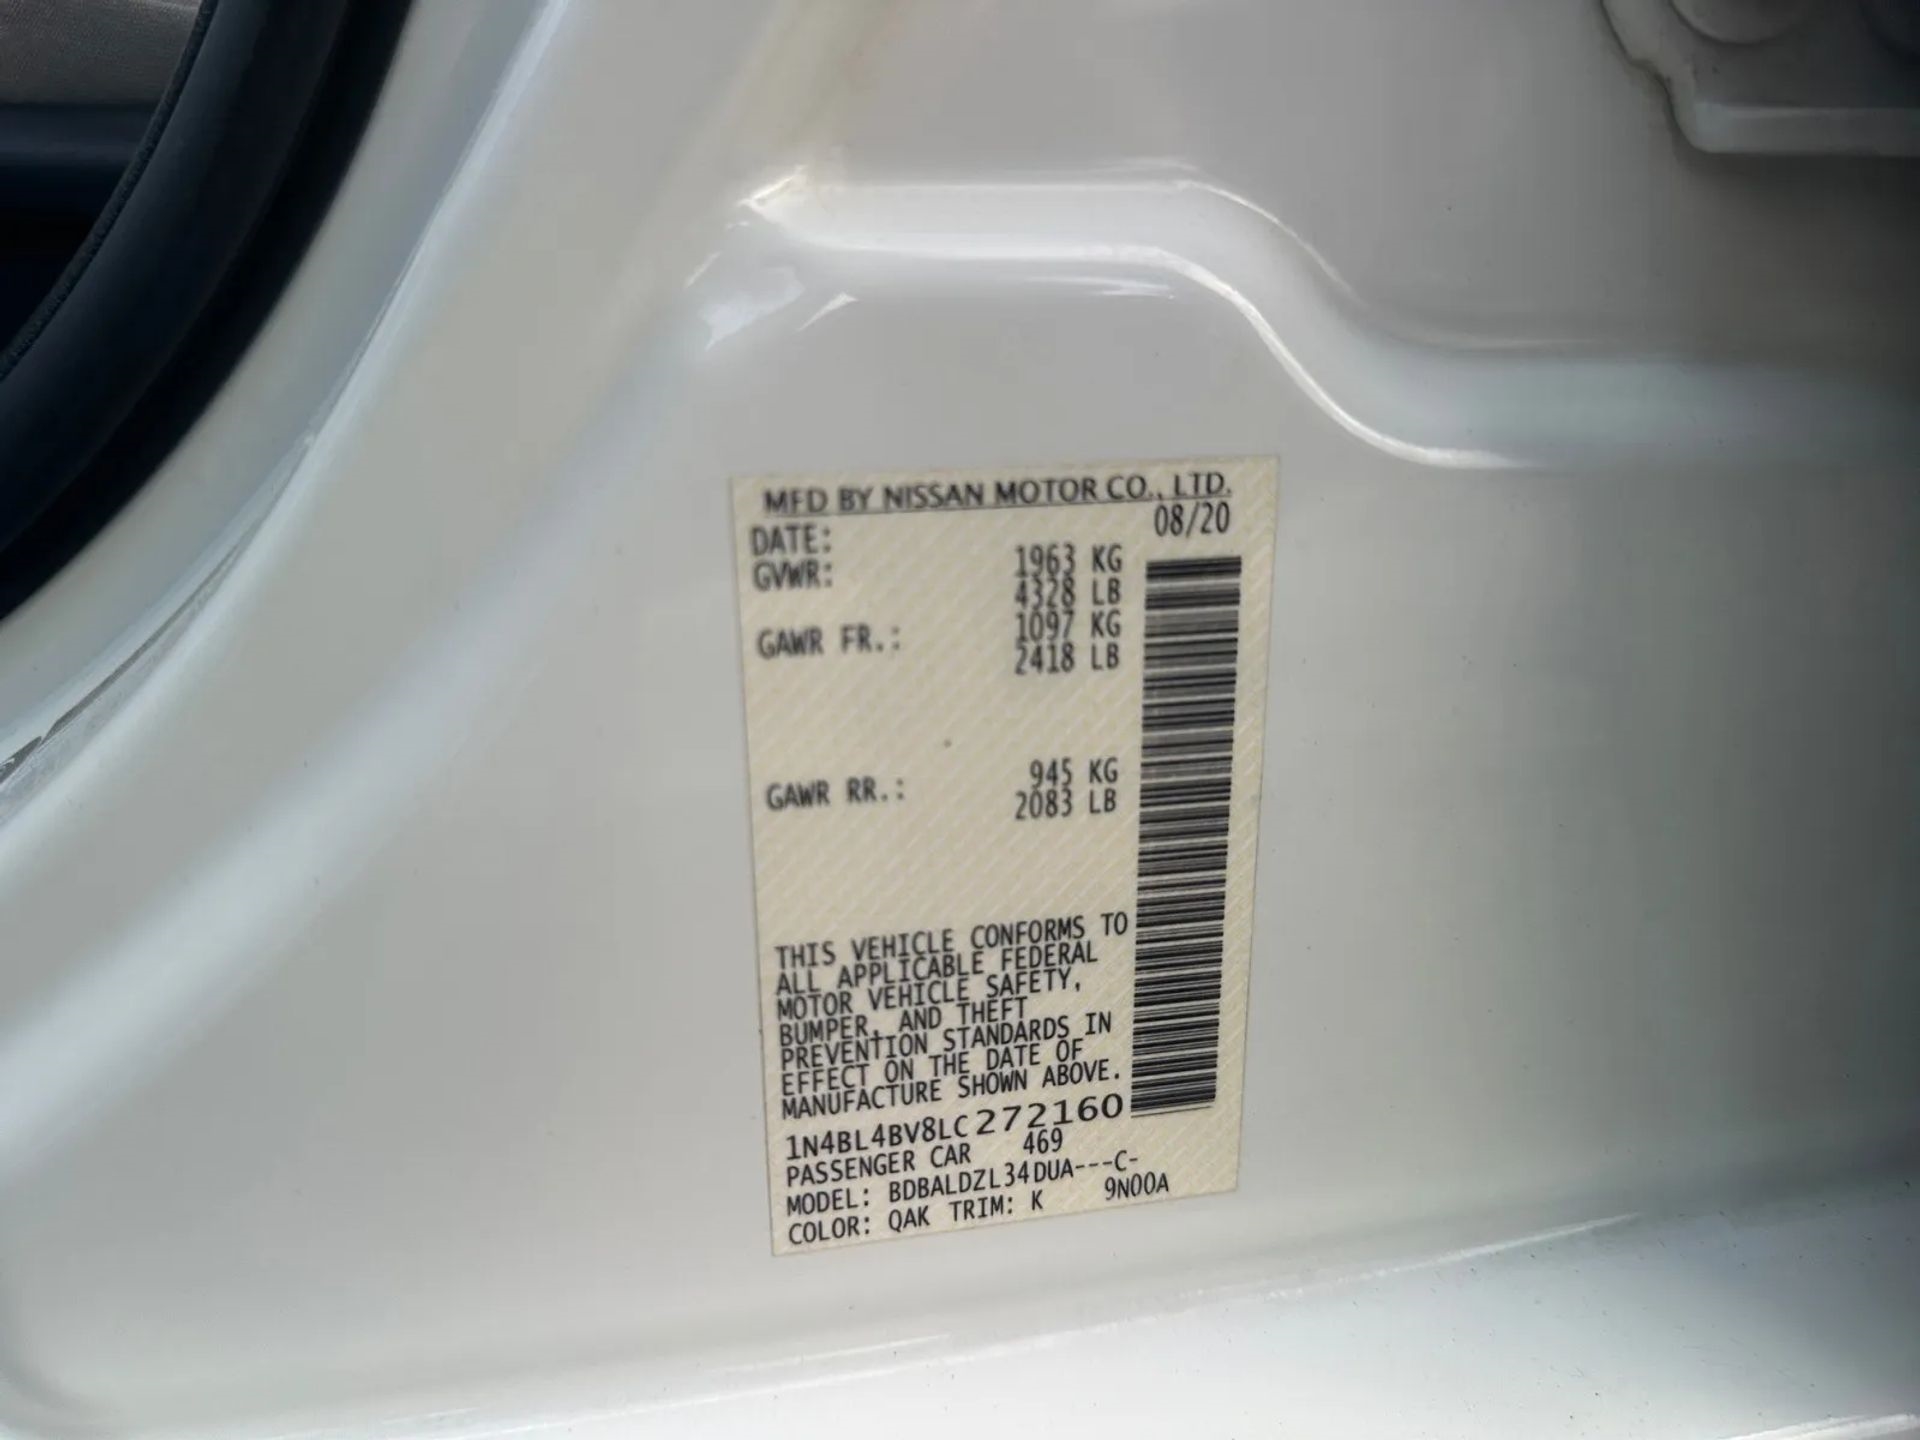 MFD BY NISSAN MOTOR CO., LTD.
DATE: 08/20
GVWR: 1963 KG
4328 LB
GAWR FR.: 1097 KG
2418 LB
GAWR RR.: 945 KG
2083 LB
THIS VEHICLE CONFORMS TO
ALL APPLICABLE FEDERAL
MOTOR VEHICLE SAFETY,
BUMPER, AND THEFT
PREVENTION STANDARDS IN
EFFECT ON THE DATE OF
MANUFACTURE SHOWN ABOVE.
1N4BL4BV8LC272160
PASSENGER CAR 469
MODEL: BDBALDZL34DUA---C-
COLOR: QAK TRIM: K 9N00A